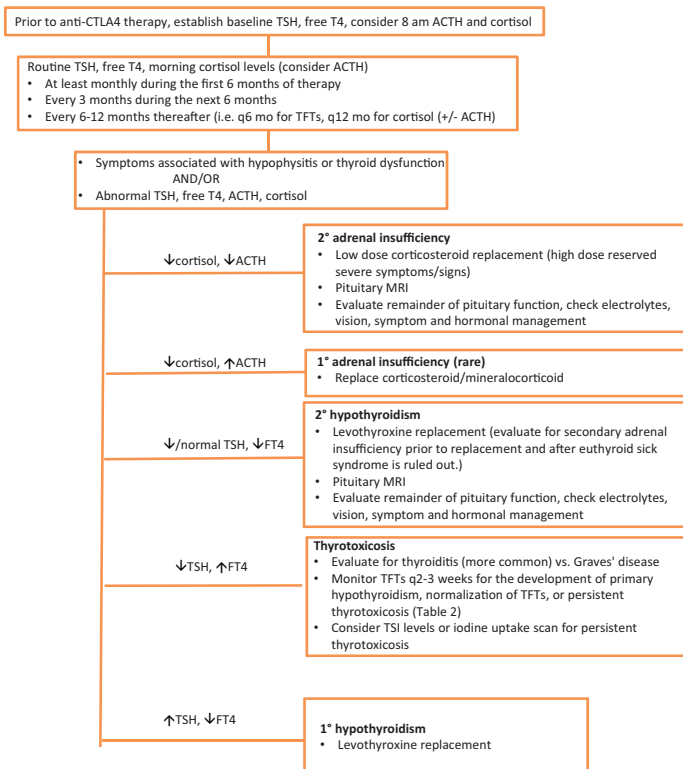 Prior to anti-CTLA4 therapy, establish baseline TSH, free T4, consider 8 am ACTH and cortisol
Routine TSH, free T4, morning cortisol levels (consider ACTH)
• At least monthly during the first 6 months of therapy
• Every 3 months during the next 6 months
• Every 6-12 months thereafter (i.e. q6 mo for TFTs, q12 mo for cortisol (+/- ACTH)
• Symptoms associated with hypophysitis or thyroid dysfunction
AND/OR
• Abnormal TSH, free T4, ACTH, cortisol
↓cortisol, ↓ACTH
2° adrenal insufficiency
• Low dose corticosteroid replacement (high dose reserved
severe symptoms/signs)
• Pituitary MRI
• Evaluate remainder of pituitary function, check electrolytes,
vision, symptom and hormonal management
↓cortisol, ↑ACTH
1° adrenal insufficiency (rare)
• Replace corticosteroid/mineralocorticoid
↓/normal TSH, ↓FT4
2° hypothyroidism
• Levothyroxine replacement (evaluate for secondary adrenal
insufficiency prior to replacement and after euthyroid sick
syndrome is ruled out.)
• Pituitary MRI
• Evaluate remainder of pituitary function, check electrolytes,
vision, symptom and hormonal management
↓TSH, ↑FT4
Thyrotoxicosis
• Evaluate for thyroiditis (more common) vs. Graves' disease
• Monitor TFTs q2-3 weeks for the development of primary
hypothyroidism, normalization of TFTs, or persistent
thyrotoxicosis (Table 2)
• Consider TSI levels or iodine uptake scan for persistent
thyrotoxicosis
↑TSH, ↓FT4
1° hypothyroidism
• Levothyroxine replacement